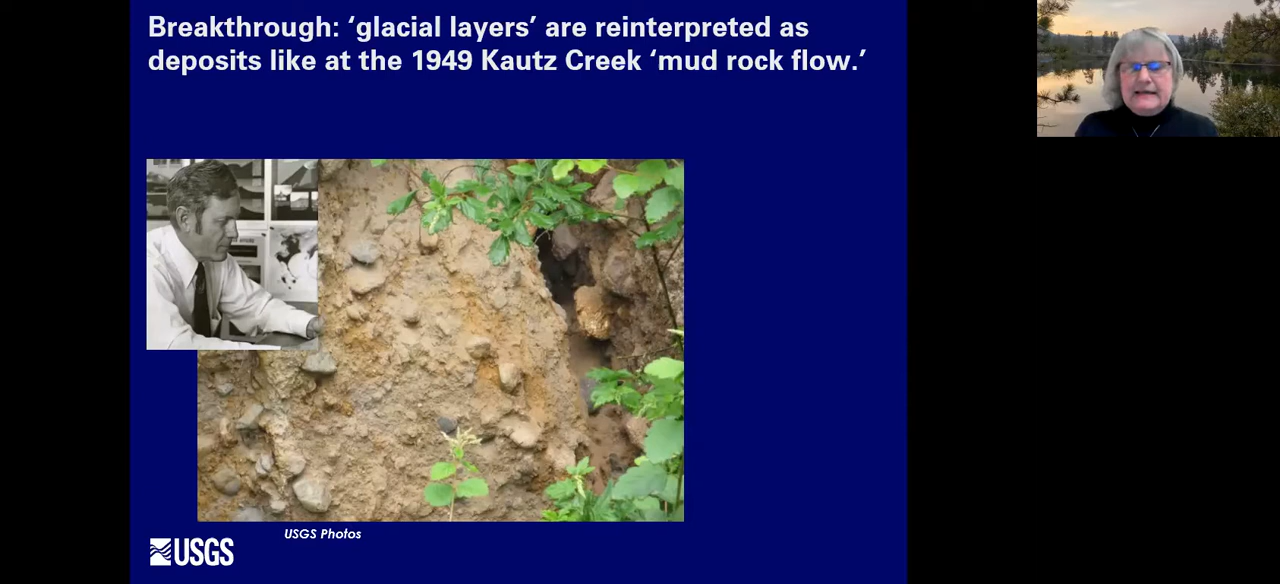 Breakthrough: ‘glacial layers’ are reinterpreted as
deposits like at the 1949 Kautz Creek ‘mud rock flow.’
USGS Photos
USGS